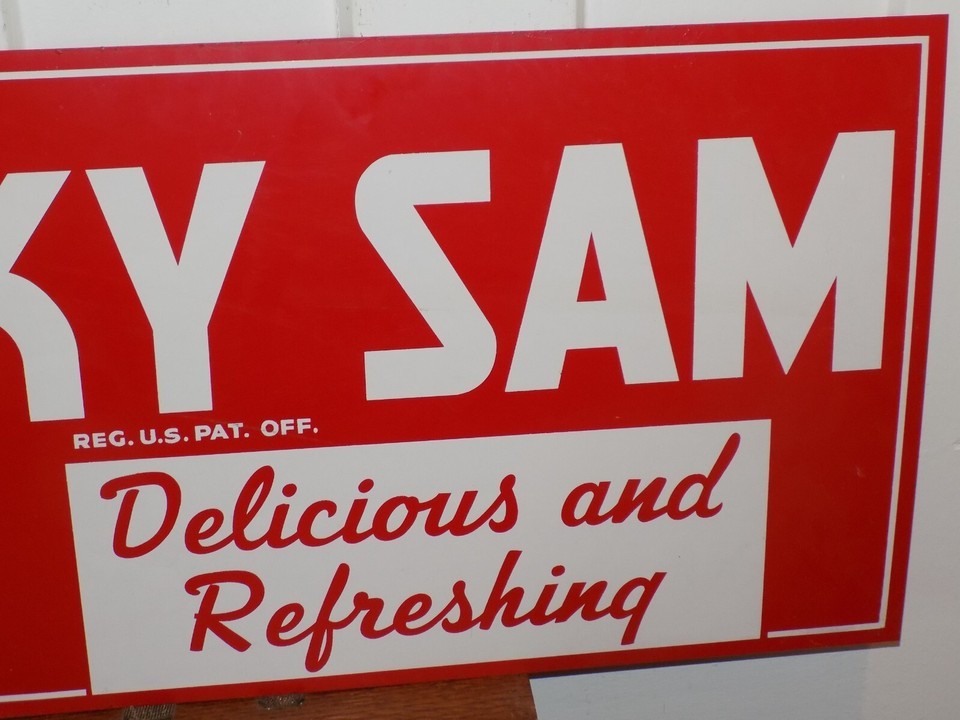 KY SAM
REG. U.S. PAT. OFF.
Delicious and
Refreshing